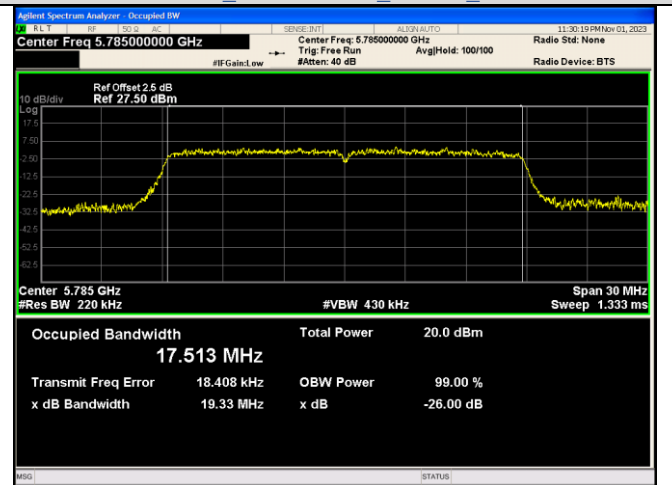 Agilent Spectrum Analyzer - Occupied BW
RLT RF 50 Ω AC SENSE:INT ALIGN AUTO 11:30:19 PM Nov 01, 2023
Center Freq 5.785000000 GHz Center Freq: 5.785000000 GHz Radio Std: None
Trig: Free Run Avg|Hold: 100/100
#IFGain:Low #Atten: 40 dB Radio Device: BTS
Ref Offset 2.5 dB
10 dB/div Ref 27.50 dBm
Log
17.5
7.50
-2.50
-12.5
-22.5
-32.5
-42.5
-52.5
-62.5
Center 5.785 GHz Span 30 MHz
#Res BW 220 kHz #VBW 430 kHz Sweep 1.333 ms
Occupied Bandwidth Total Power 20.0 dBm
17.513 MHz
Transmit Freq Error 18.408 kHz OBW Power 99.00 %
x dB Bandwidth 19.33 MHz x dB -26.00 dB
MSG STATUS